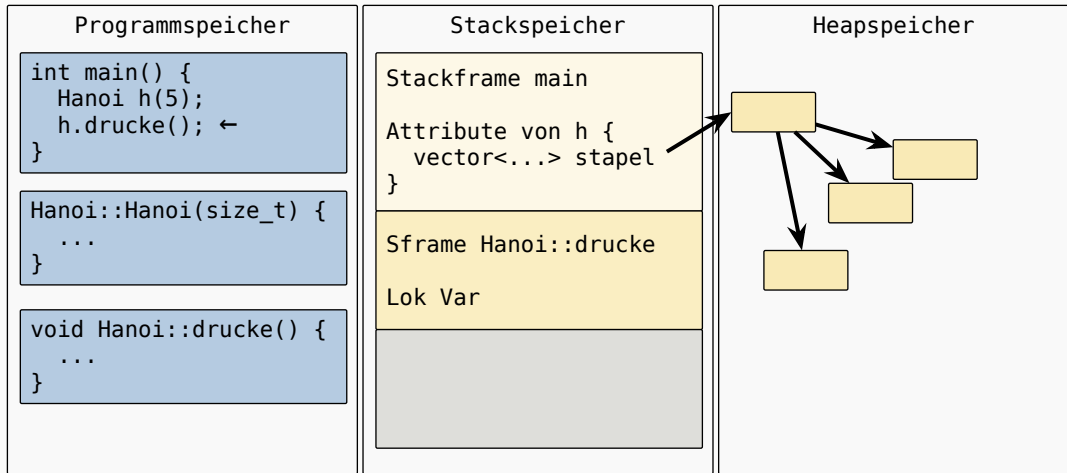 Programmspeicher
int main() {
  Hanoi h(5);
  h.drucke(); ←
}
Hanoi::Hanoi(size_t) {
  ...
}
void Hanoi::drucke() {
  ...
}
Stackspeicher
Stackframe main
Attribute von h {
  vector<...> stapel
}
Sframe Hanoi::drucke
Lok Var
Heapspeicher